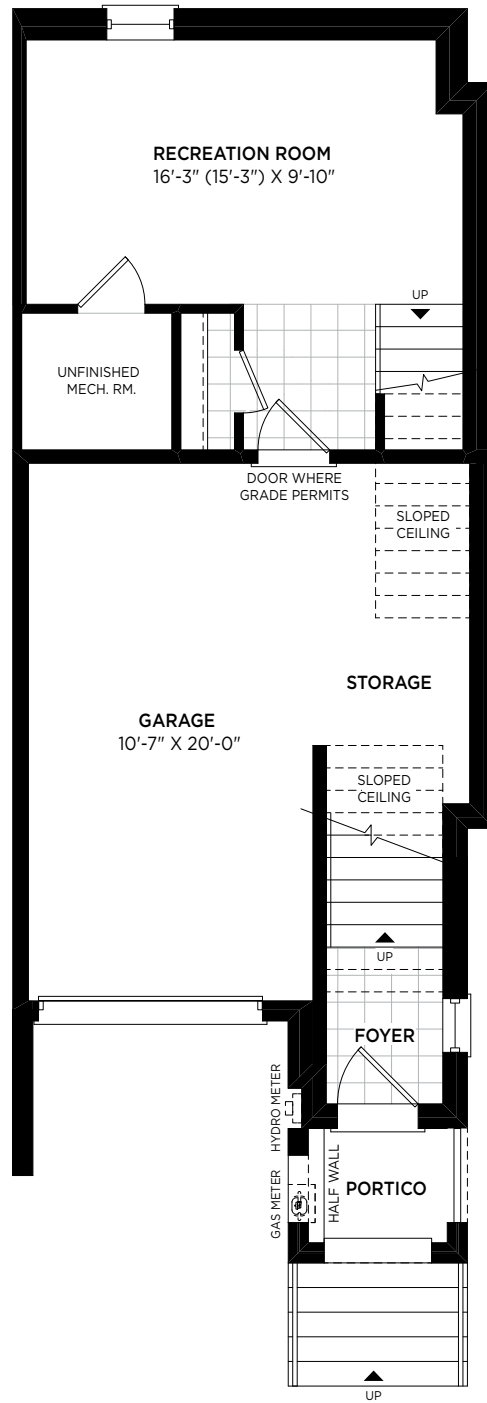 RECREATION ROOM
16'-3" (15'-3") X 9'-10"
UP
UNFINISHED
MECH. RM.
DOOR WHERE
GRADE PERMITS
SLOPED
CEILING
STORAGE
GARAGE
10'-7" X 20'-0"
SLOPED
CEILING
UP
FOYER
HYDRO METER
GAS METER
HALF WALL
PORTICO
UP